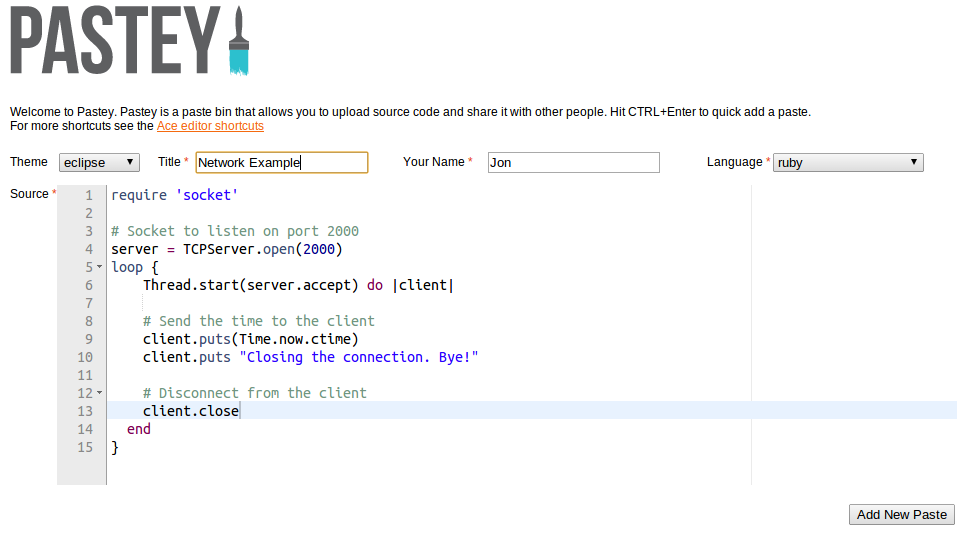 PASTEY
Welcome to Pastey. Pastey is a paste bin that allows you to upload source code and share it with other people. Hit CTRL+Enter to quick add a paste.
For more shortcuts see the Ace editor shortcuts
Theme eclipse Title * Network Example Your Name * Jon Language * ruby
Source *
1 require 'socket'
2
3 # Socket to listen on port 2000
4 server = TCPServer.open(2000)
5 loop {
6     Thread.start(server.accept) do |client|
7
8     # Send the time to the client
9     client.puts(Time.now.ctime)
10     client.puts "Closing the connection. Bye!"
11
12     # Disconnect from the client
13     client.close
14   end
15 }
Add New Paste